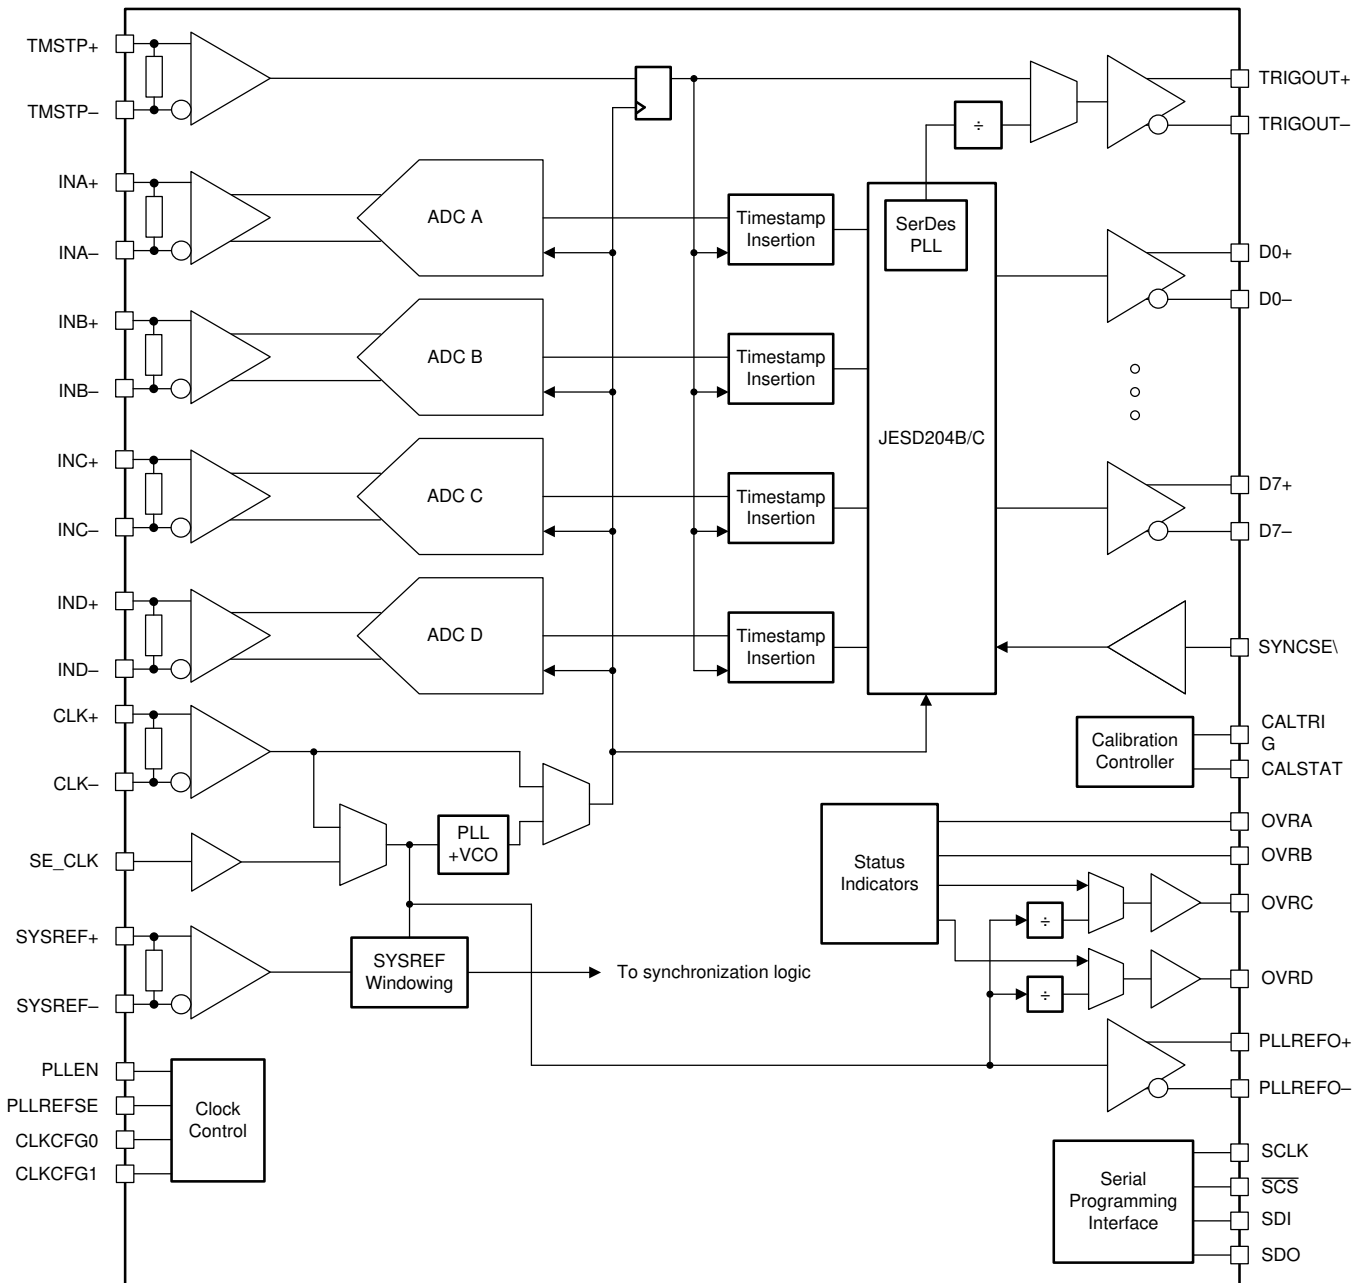 TMSTP+
TMSTP–
TRIGOUT+
TRIGOUT–
÷
INA+
INA–
ADC A
Timestamp
Insertion
SerDes
PLL
D0+
D0–
INB+
INB–
ADC B
Timestamp
Insertion
JESD204B/C
INC+
INC–
ADC C
Timestamp
Insertion
D7+
D7–
IND+
IND–
ADC D
Timestamp
Insertion
SYNCSE\
CLK+
CLK–
CALTRI
G
CALSTAT
Calibration
Controller
SE_CLK
PLL
+VCO
Status
Indicators
OVRA
OVRB
OVRC
÷
OVRD
÷
SYSREF+
SYSREF–
SYSREF
Windowing
To synchronization logic
PLLREFO+
PLLREFO–
PLLEN
PLLREFSE
CLKCFG0
CLKCFG1
Clock
Control
Serial
Programming
Interface
SCLK
SCS
SDI
SDO